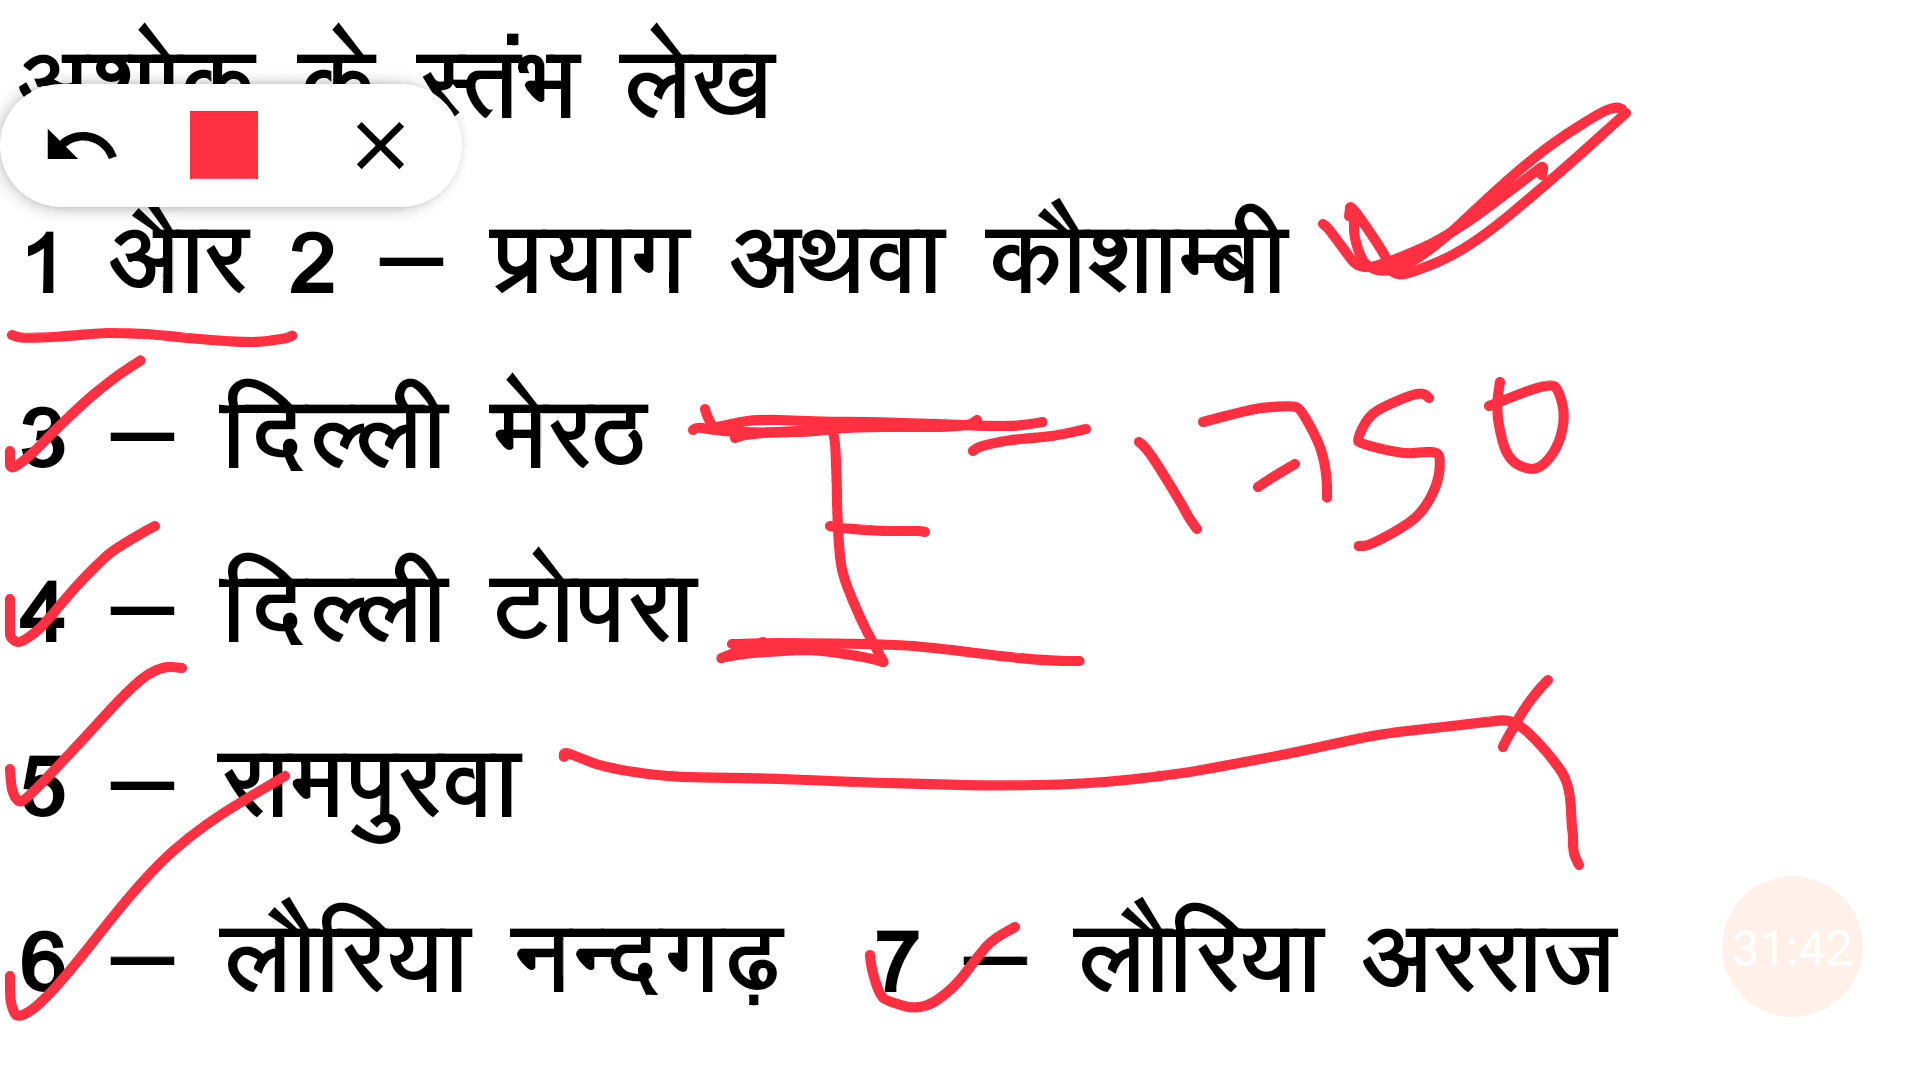 अशोक के स्तंभ लेख
1 और 2 – प्रयाग अथवा कौशाम्बी
3 – दिल्ली मेरठ
1750
4 – दिल्ली टोपरा
5 – रामपुरवा
6 – लौरिया नन्दगढ़ 7 – लौरिया अरराज
31:42